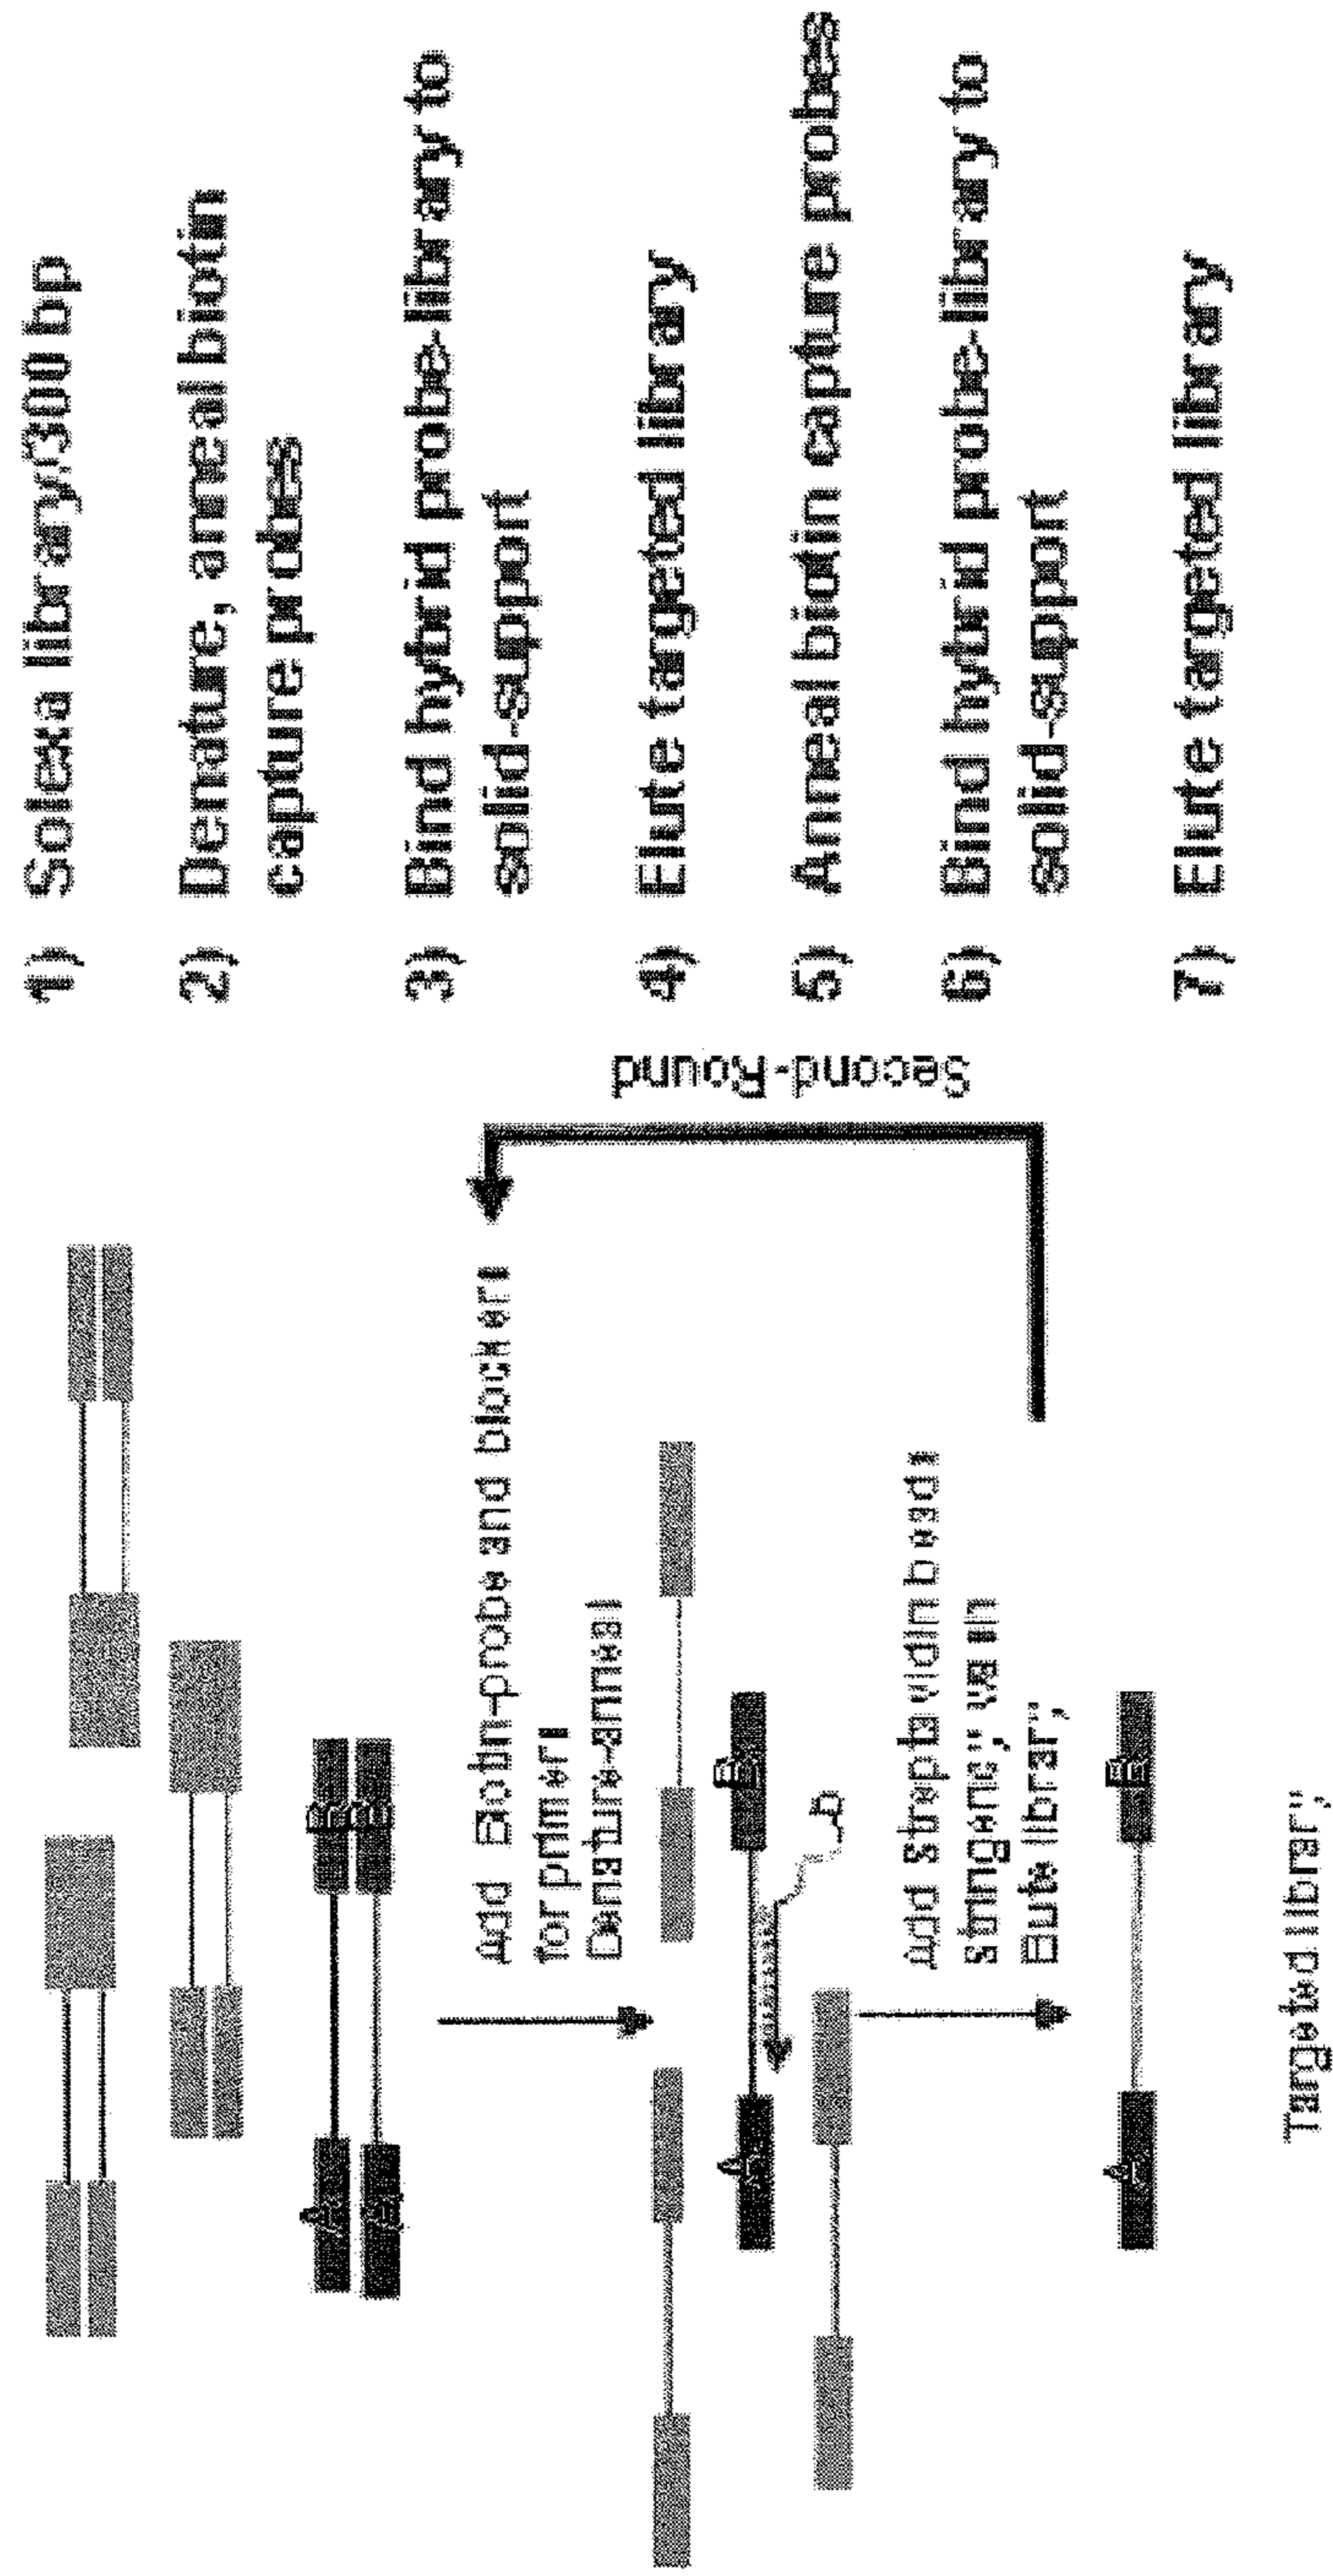 1) Solexa library/300 bp
2) Denature, anneal biotin
capture probes
3) Bind hybrid probe-library to
solid-support
4) Elute targeted library
5) Anneal biotin capture probes
6) Bind hybrid probe-library to
solid-support
7) Elute targeted library
Second-Round
Add Biotin-probe and blockers
for primers
Denature-anneal
A
B
A
B
A
B
B
Add streptavidin beads
stringency wash
Elute library
A
B
Targeted library